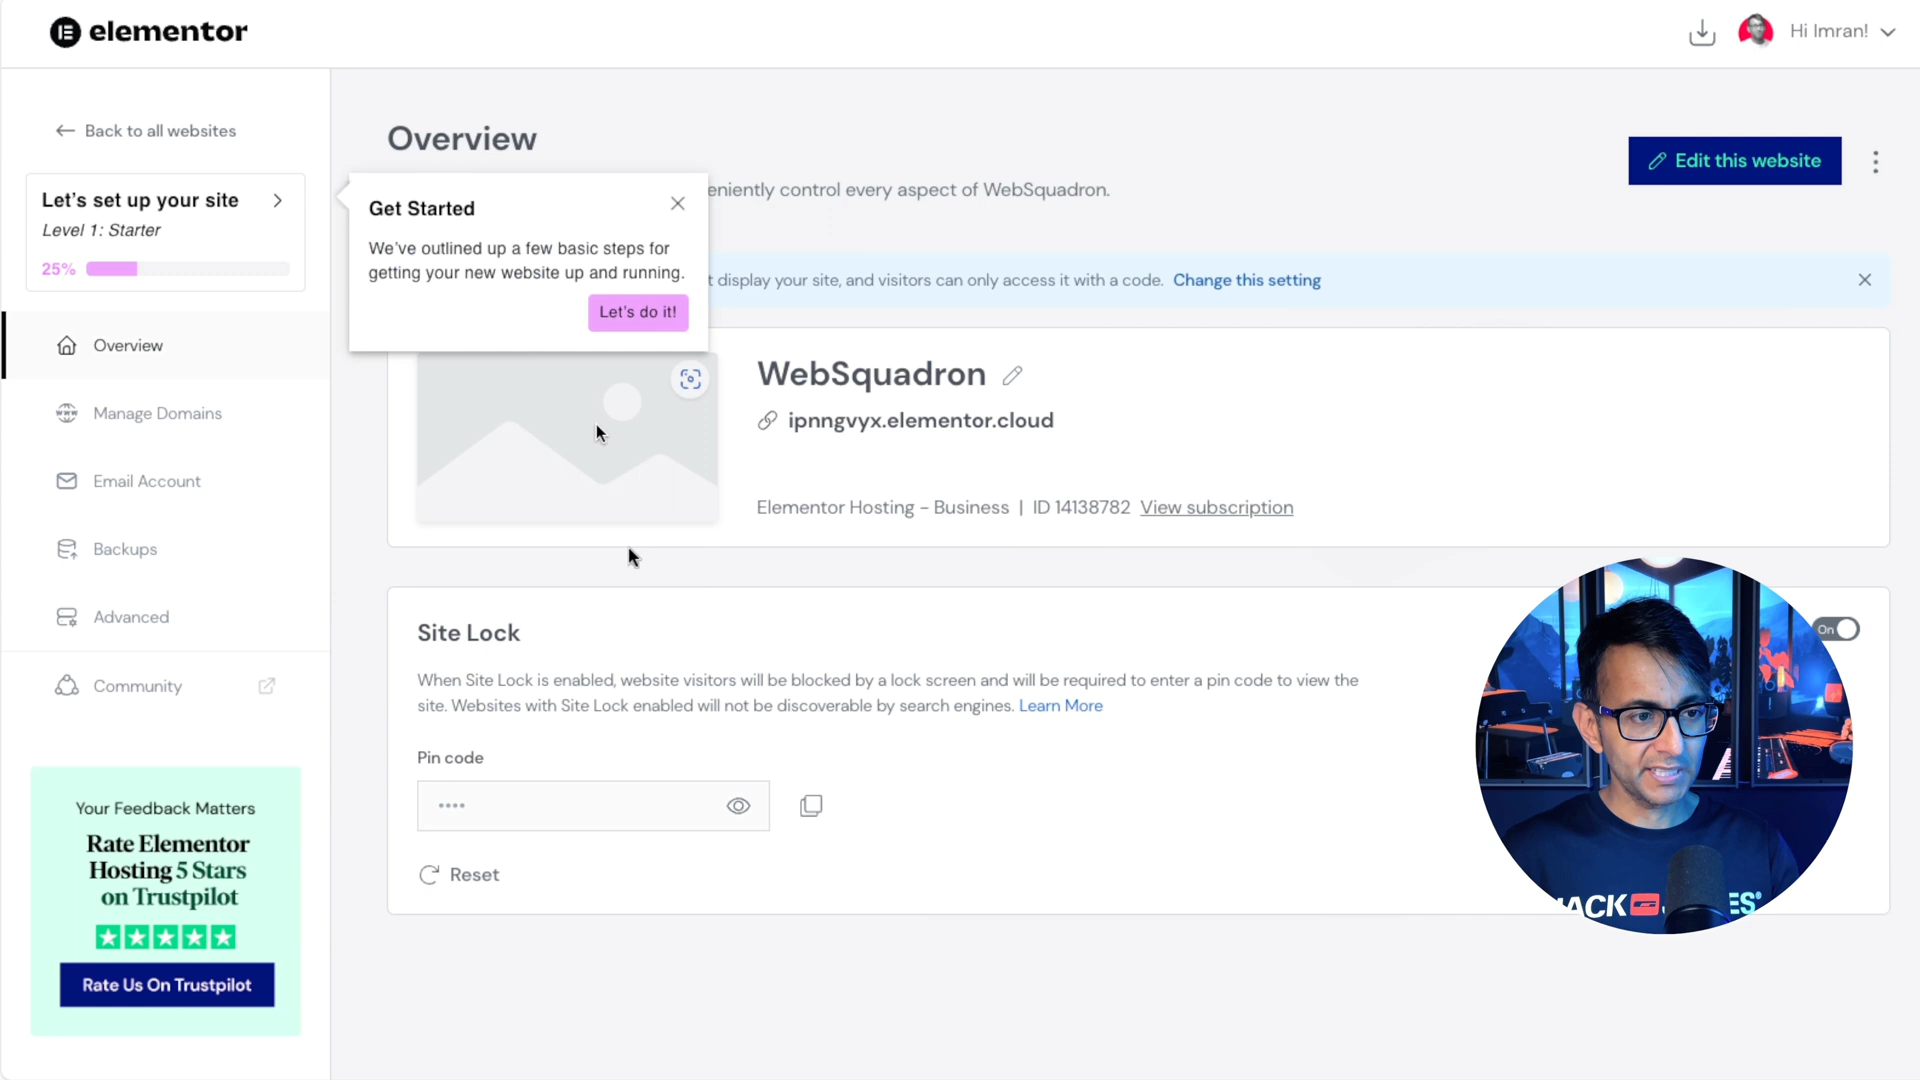 elementor
Hi Imran!
Back to all websites
Let's set up your site
Level 1: Starter
25%
Overview
Manage Domains
Email Account
Backups
Advanced
Community
Your Feedback Matters
Rate Elementor
Hosting 5 Stars
on Trustpilot
Rate Us On Trustpilot
Overview
eniently control every aspect of WebSquadron.
Edit this website
Get Started
We've outlined up a few basic steps for
getting your new website up and running.
Let's do it!
t display your site, and visitors can only access it with a code. Change this setting
WebSquadron
ipnngvyx.elementor.cloud
Elementor Hosting - Business | ID 14138782 View subscription
Site Lock
On
When Site Lock is enabled, website visitors will be blocked by a lock screen and will be required to enter a pin code to view the
site. Websites with Site Lock enabled will not be discoverable by search engines. Learn More
Pin code
Reset